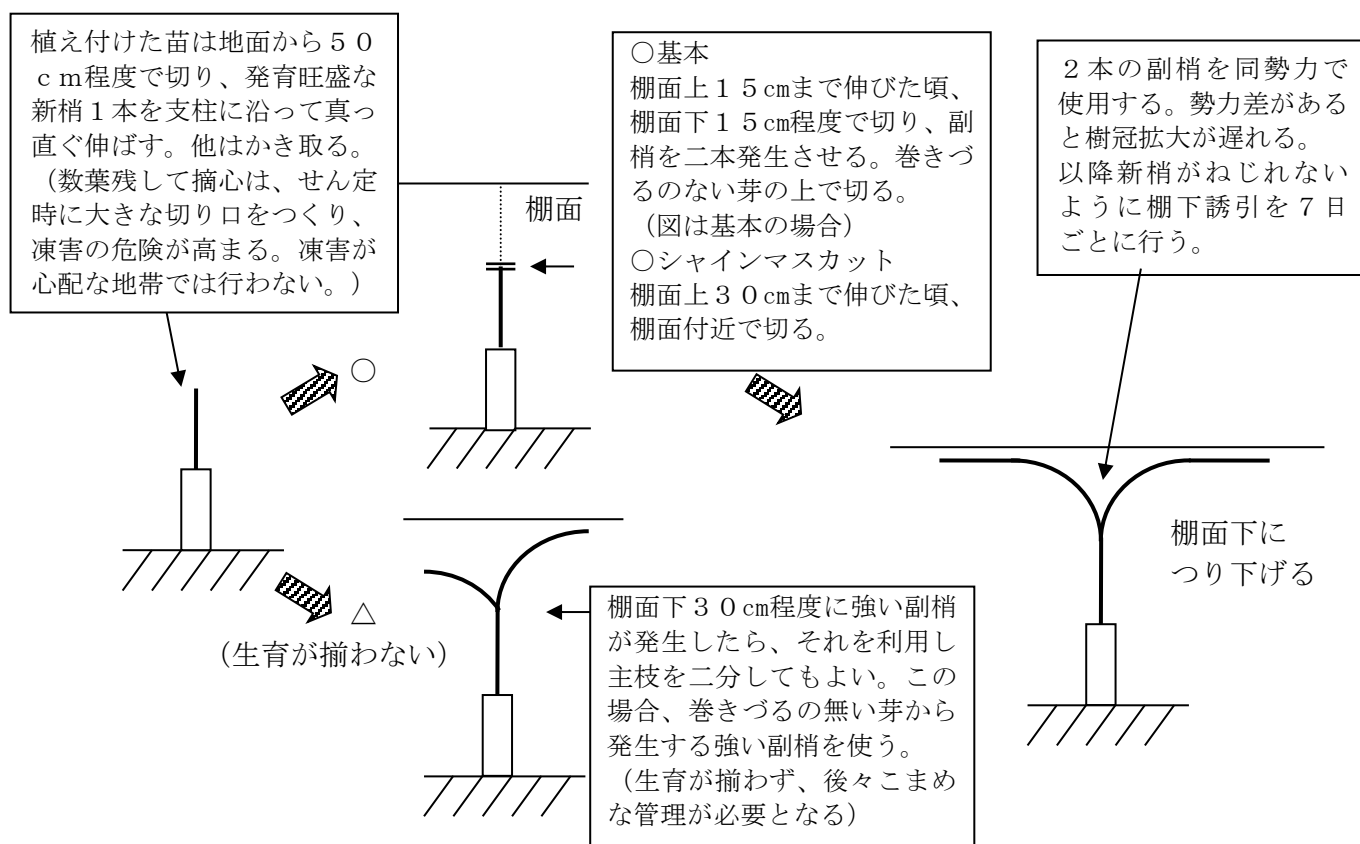 植え付けた苗は地面から５０
ｃｍ程度で切り、発育旺盛な
新梢１本を支柱に沿って真っ
直ぐ伸ばす。他はかき取る。
（数葉残して摘心は、せん定
時に大きな切り口をつくり、
凍害の危険が高まる。凍害が
心配な地帯では行わない。）
棚面
○基本
棚面上１５㎝まで伸びた頃、
棚面下１５㎝程度で切り、副
梢を二本発生させる。巻きづ
るのない芽の上で切る。
（図は基本の場合）
○シャインマスカット
棚面上３０㎝まで伸びた頃、
棚面付近で切る。
２本の副梢を同勢力で
使用する。勢力差がある
と樹冠拡大が遅れる。
以降新梢がねじれない
ように棚下誘引を７日
ごとに行う。
○
△
（生育が揃わない）
棚面下３０㎝程度に強い副梢
が発生したら、それを利用し
主枝を二分してもよい。この
場合、巻きづるの無い芽から
発生する強い副梢を使う。
（生育が揃わず、後々こまめ
な管理が必要となる）
棚面下に
つり下げる